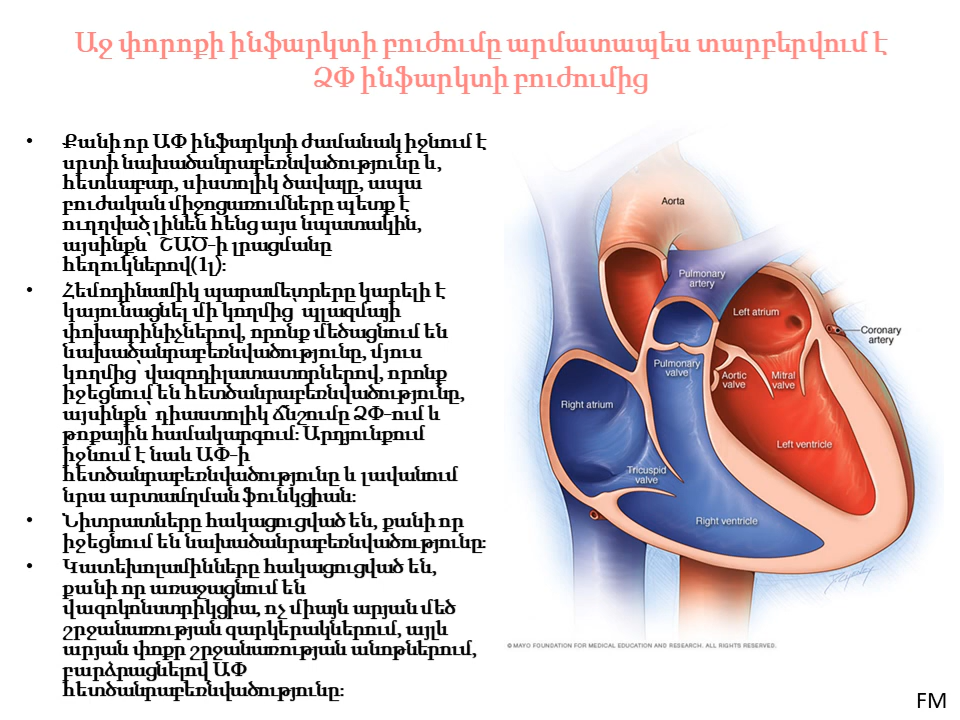 Աջ փորոքի ինֆարկտի բուժումը արմատապես տարբերվում է
ՁՓ ինֆարկտի բուժումից
• Քանի որ ԱՓ ինֆարկտի ժամանակ իջնում է
սրտի նախածանրաբեռնվածությունը և,
հետևաբար, սիստոլիկ ծավալը, ապա
բուժական միջոցառումները պետք է
ուղղված լինեն հենց այս նպատակին,
այսինքն՝ ՇԱԾ-ի լրացմանը
հեղուկներով(1լ)։
• Հեմոդինամիկ պարամետրերը կարելի է
կայունացնել մի կողմից՝ պլազմայի
փոխարինիչներով, որոնք մեծացնում են
նախածանրաբեռնվածությունը, մյուս
կողմից՝ վազոդիլատատորներով, որոնք
իջեցնում են հետծանրաբեռնվածությունը,
այսինքն՝ դիաստոլիկ ճնշումը ՁՓ-ում և
թոքային համակարգում։ Արդյունքում
իջնում է նաև ԱՓ-ի
հետծանրաբեռնվածությունը և լավանում
նրա արտամղման ֆունկցիան։
• Նիտրատները հակացուցված են, քանի որ
իջեցնում են նախածանրաբեռնվածությունը։
• Կատեխոլամինները հակացուցված են,
քանի որ առաջացնում են
վազոկոնստրիկցիա, ոչ միայն արյան մեծ
շրջանառության զարկերակներում, այլև
արյան փոքր շրջանառության անոթներում,
բարձրացնելով ԱՓ
հետծանրաբեռնվածությունը։
Aorta
Pulmonary
artery
Left atrium
Coronary
artery
Pulmonary
valve
Aortic
valve
Mitral
valve
Right atrium
Left ventricle
Tricuspid
valve
Right ventricle
© MAYO FOUNDATION FOR MEDICAL EDUCATION AND RESEARCH. ALL RIGHTS RESERVED.
FM